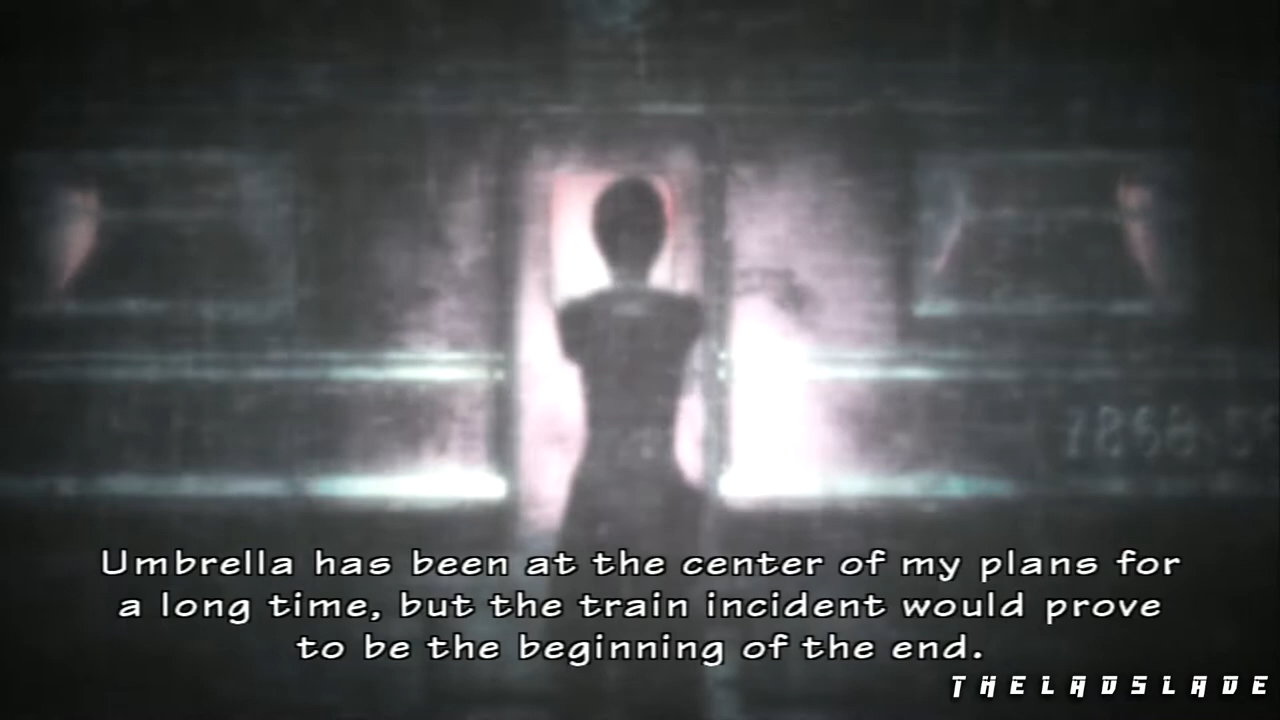 Umbrella has been at the center of my plans for
a long time, but the train incident would prove
to be the beginning of the end.
THELADSLADE